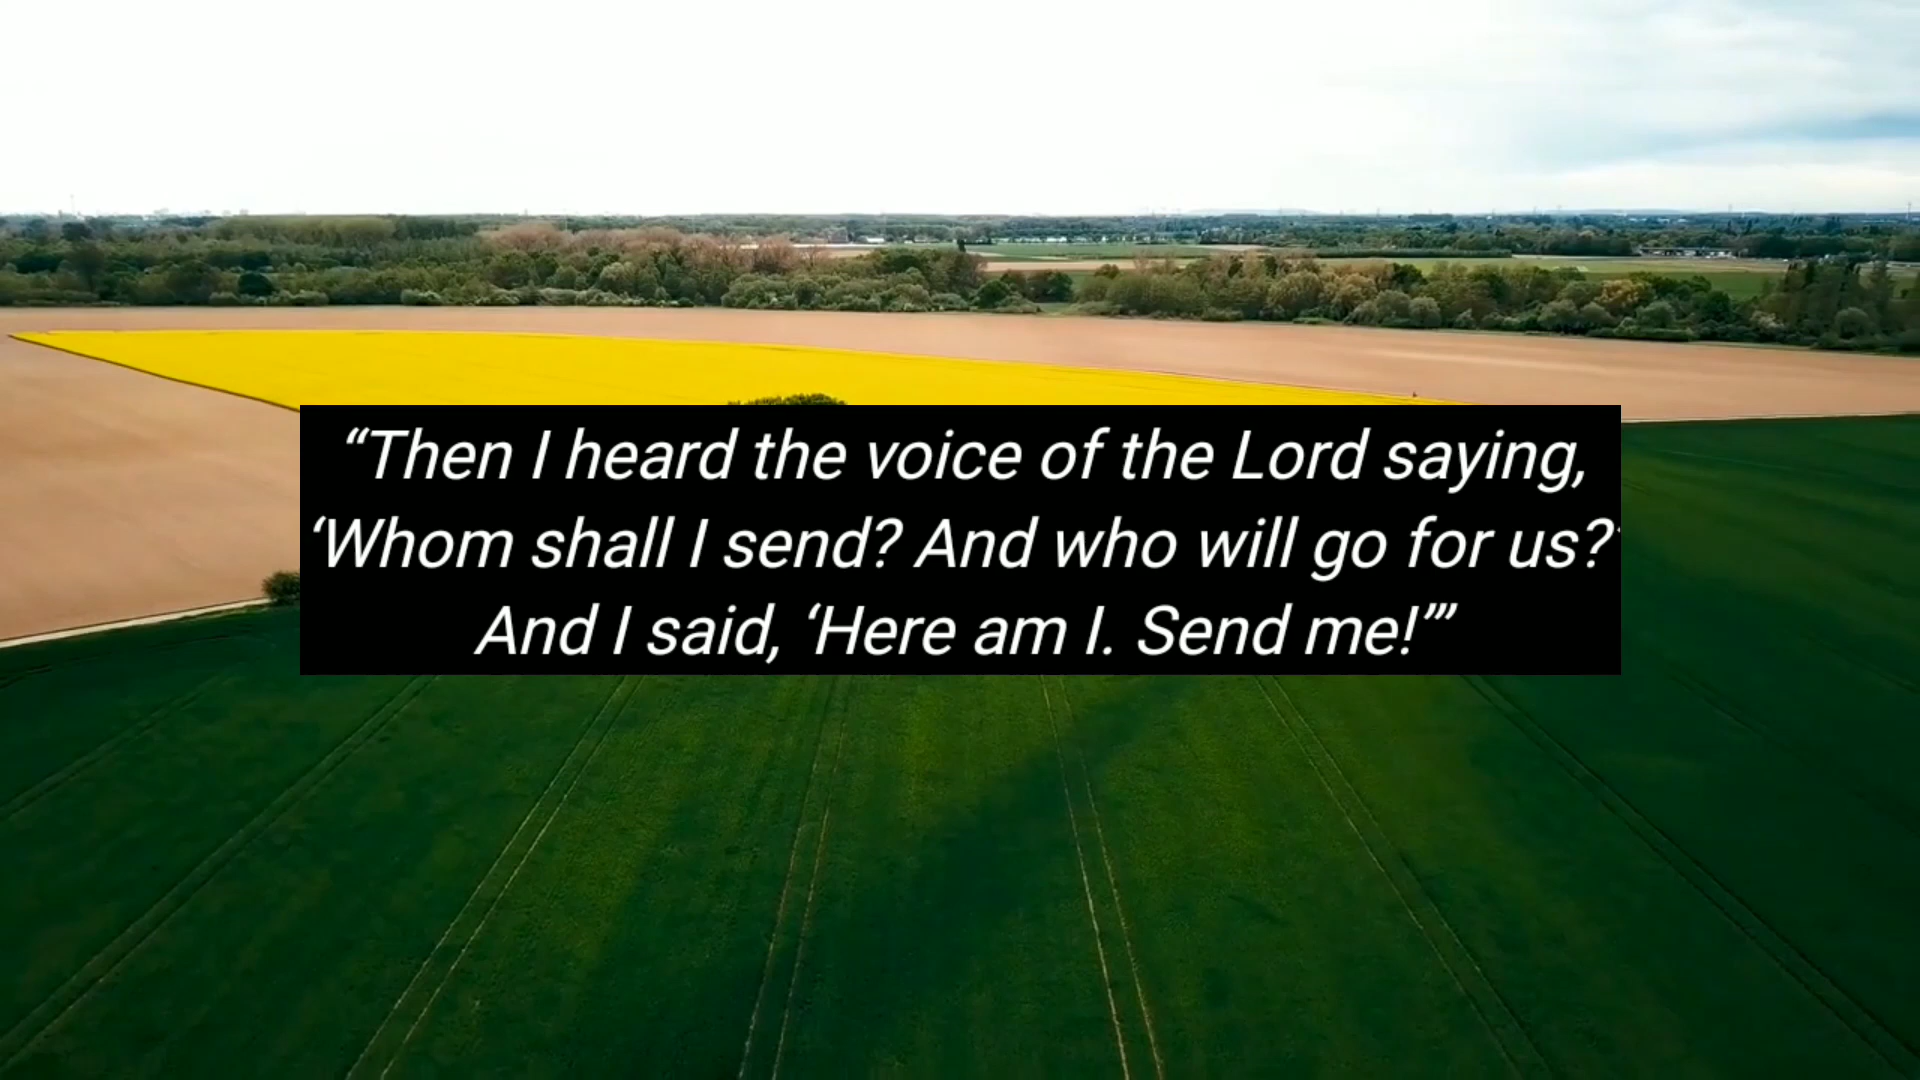 “Then I heard the voice of the Lord saying,
‘Whom shall I send? And who will go for us?’
And I said, ‘Here am I. Send me!’”